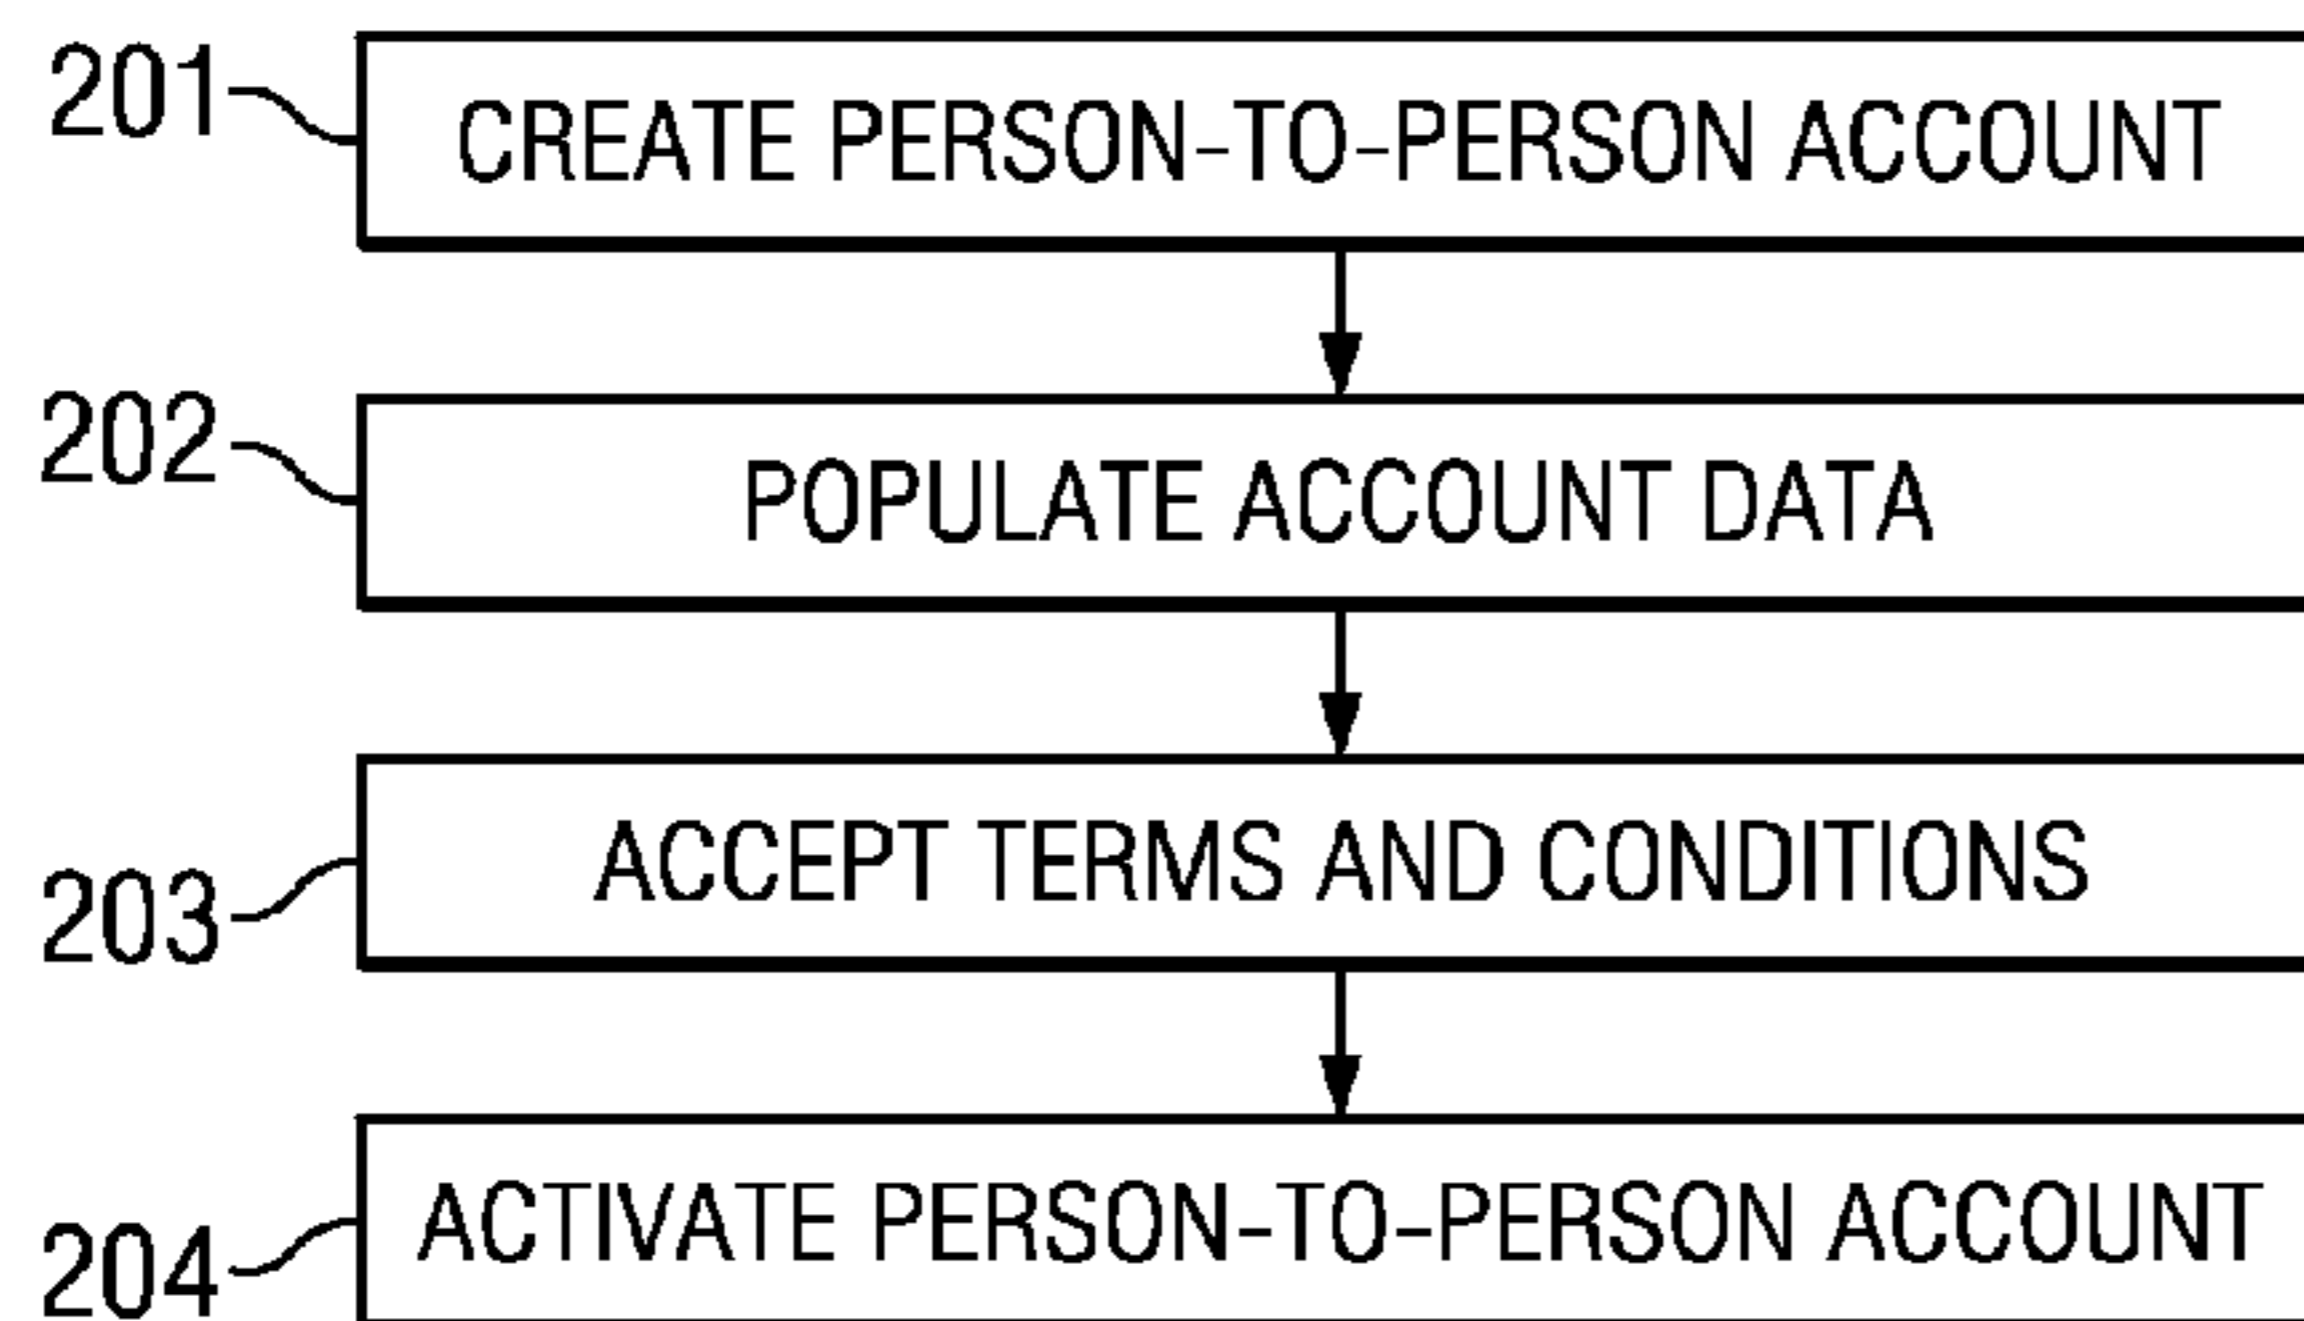 201
CREATE PERSON-TO-PERSON ACCOUNT
202
POPULATE ACCOUNT DATA
203
ACCEPT TERMS AND CONDITIONS
204
ACTIVATE PERSON-TO-PERSON ACCOUNT